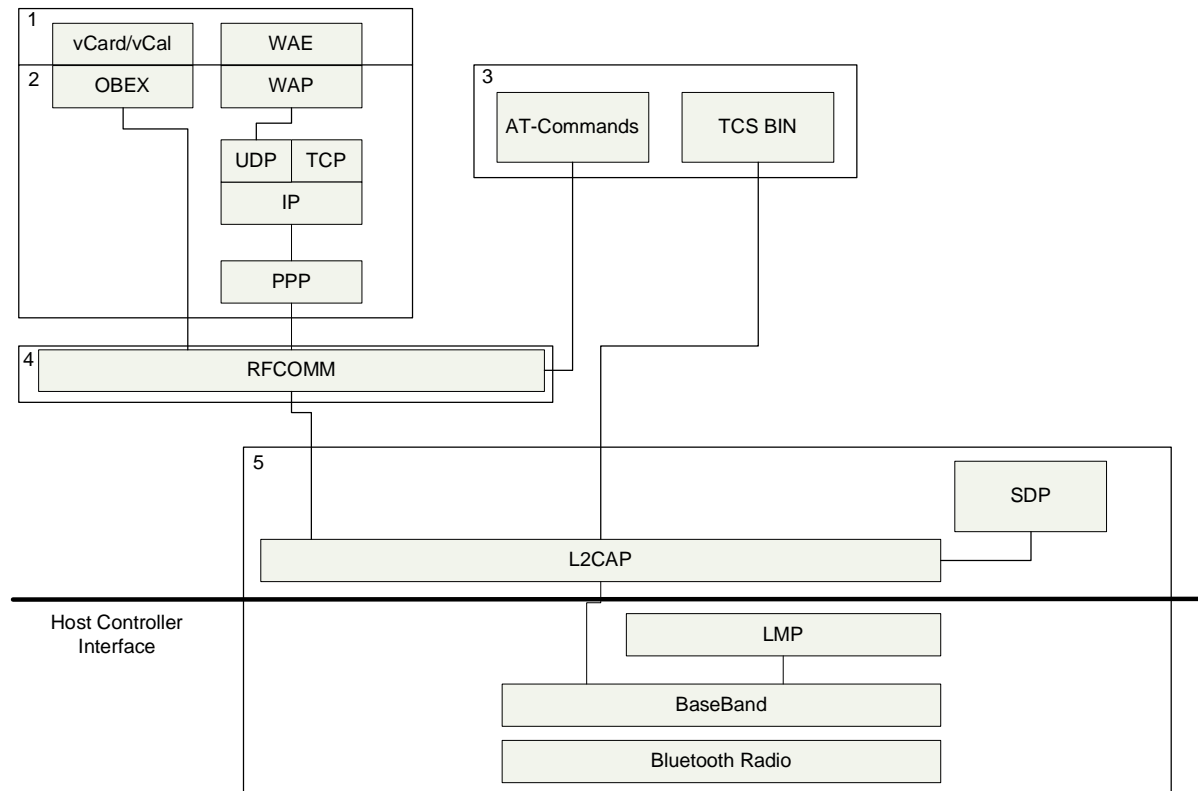 1
vCard/vCal
WAE
2
OBEX
WAP
3
AT-Commands
TCS BIN
UDP
TCP
IP
PPP
4
RFCOMM
5
SDP
L2CAP
Host Controller
Interface
LMP
BaseBand
Bluetooth Radio